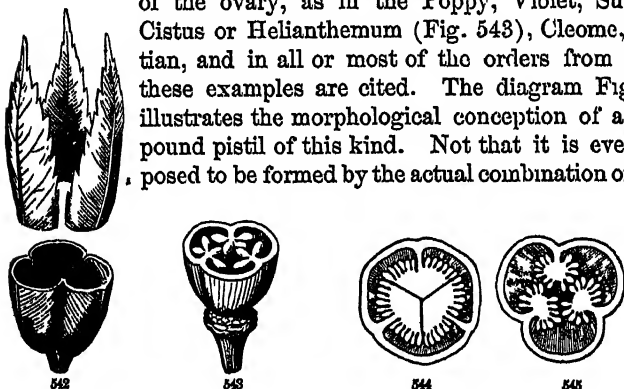 of the ovary, as in the Poppy, Violet, Su
Cistus or Helianthemum (Fig. 543), Cleome,
tian, and in all or most of the orders from
these examples are cited. The diagram Fig
illustrates the morphological conception of a
pound pistil of this kind. Not that it is eve
posed to be formed by the actual combination o
542 543 544 545